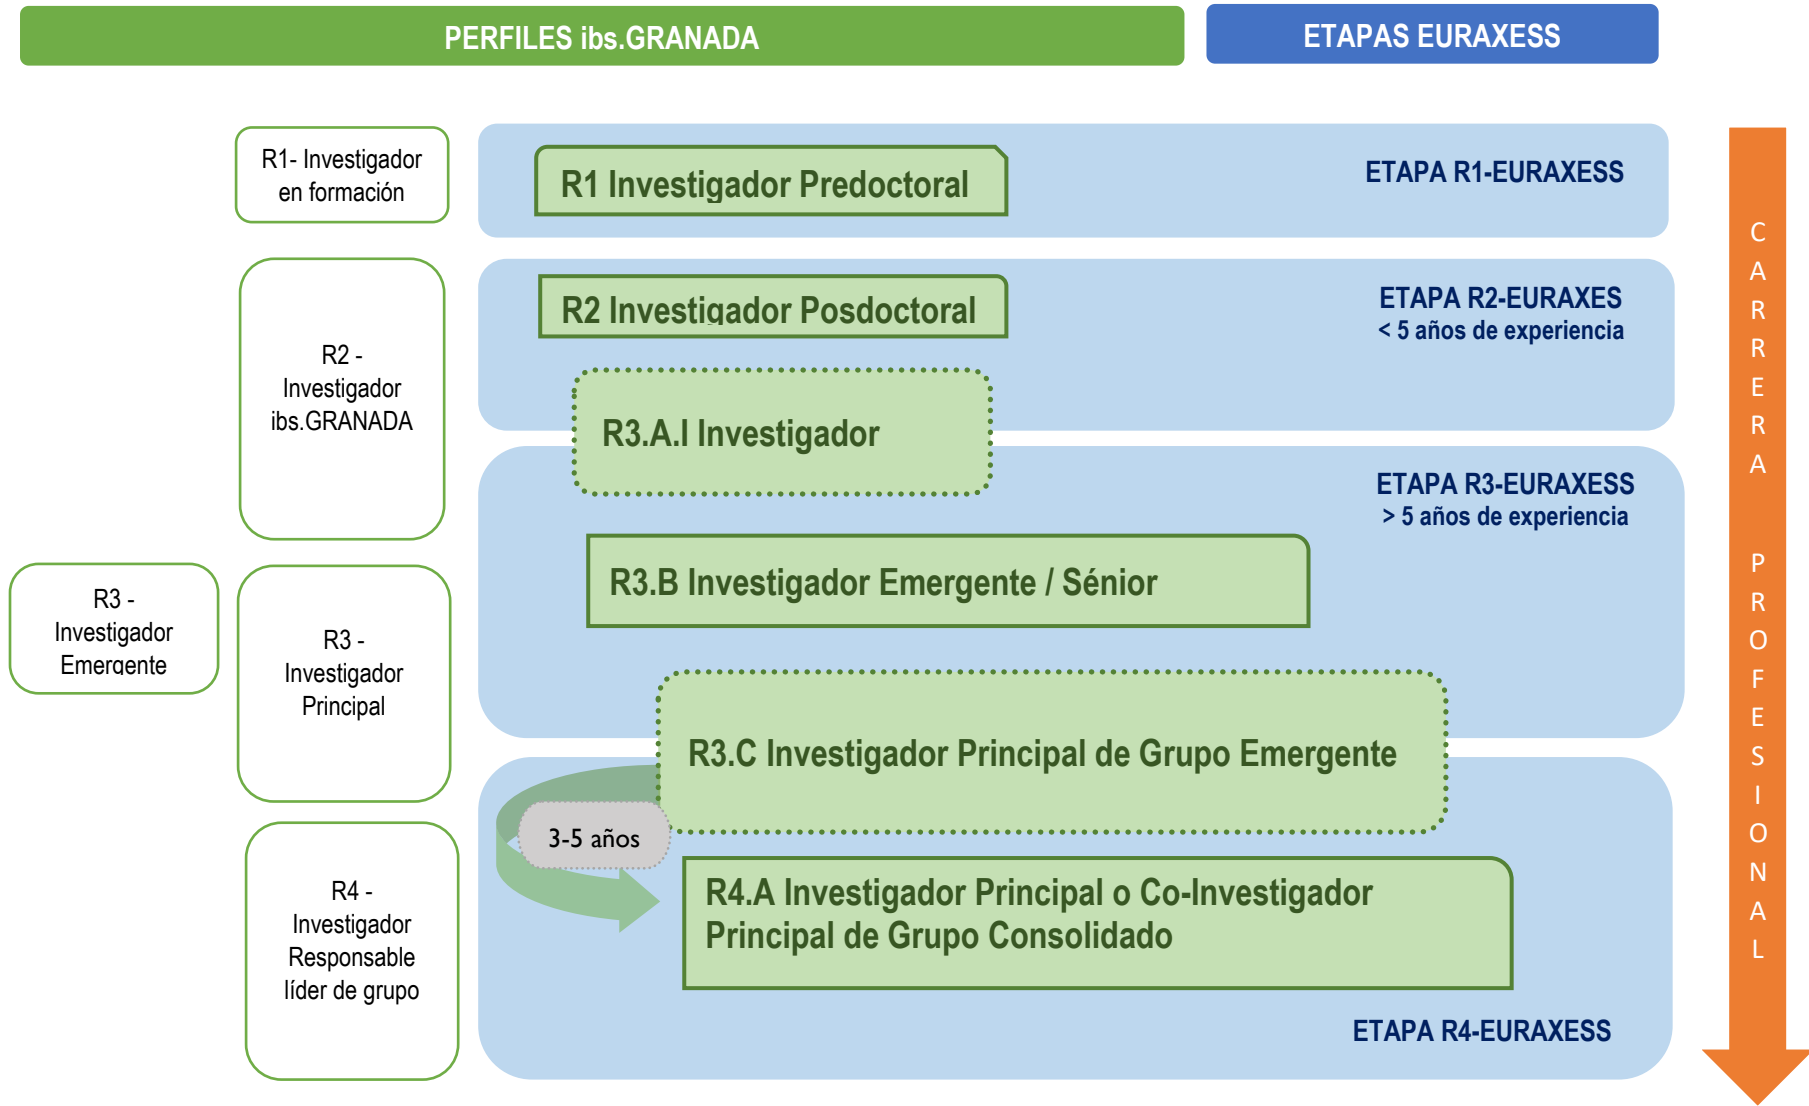 PERFILES ibs.GRANADA
ETAPAS EURAXESS
R1- Investigador
en formación
R1 Investigador Predoctoral
ETAPA R1-EURAXESS
R2 -
Investigador
ibs.GRANADA
R2 Investigador Posdoctoral
ETAPA R2-EURAXES
< 5 años de experiencia
R3.A.I Investigador
ETAPA R3-EURAXESS
> 5 años de experiencia
R3.B Investigador Emergente / Sénior
R3 -
Investigador
Emergente
R3 -
Investigador
Principal
R3.C Investigador Principal de Grupo Emergente
3-5 años
R4 -
Investigador
Responsable
líder de grupo
R4.A Investigador Principal o Co-Investigador
Principal de Grupo Consolidado
ETAPA R4-EURAXESS
CARRERA PROFESIONAL